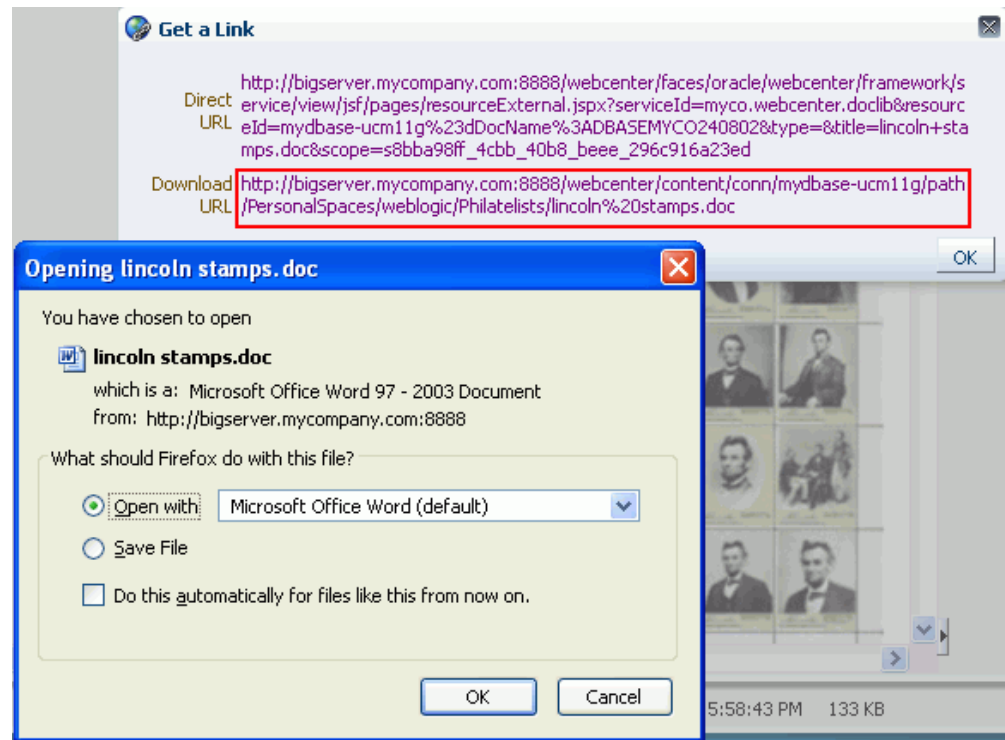 Get a Link
Direct URL
http://bigserver.mycompany.com:8888/webcenter/faces/oracle/webcenter/framework/s
ervice/view/jsf/pages/resourceExternal.jspx?serviceId=myco.webcenter.doclib&resourc
eId=mydbase-ucm11g%23dDocName%3ADBASEMYCO240802&type=&title=lincoln+sta
mps.doc&scope=s8bba98ff_4cbb_40b8_beee_296c916a23ed
Download URL
http://bigserver.mycompany.com:8888/webcenter/content/conn/mydbase-ucm11g/path
/PersonalSpaces/weblogic/Philatelists/lincoln%20stamps.doc
OK
Opening lincoln stamps.doc
You have chosen to open
lincoln stamps.doc
which is a: Microsoft Office Word 97 - 2003 Document
from: http://bigserver.mycompany.com:8888
What should Firefox do with this file?
Open with Microsoft Office Word (default)
Save File
Do this automatically for files like this from now on.
OK Cancel
5:58:43 PM 133 KB